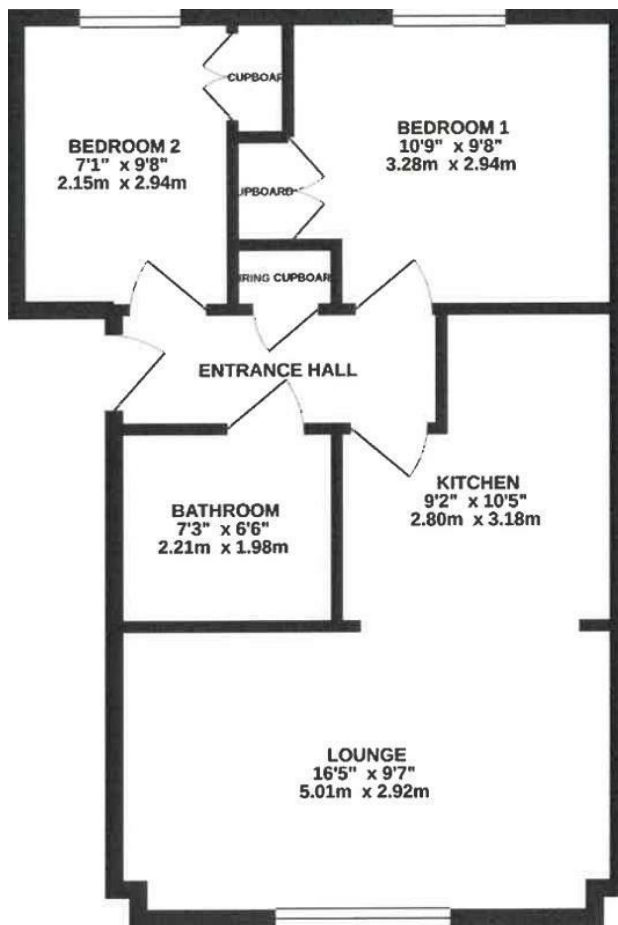 CUPBOAR
BEDROOM 2
7'1" x 9'8"
2.15m x 2.94m
BEDROOM 1
10'9" x 9'8"
3.28m x 2.94m
UPBOARD
IRING CUPBOARD
ENTRANCE HALL
KITCHEN
9'2" x 10'5"
2.80m x 3.18m
BATHROOM
7'3" x 6'6"
2.21m x 1.98m
LOUNGE
16'5" x 9'7"
5.01m x 2.92m